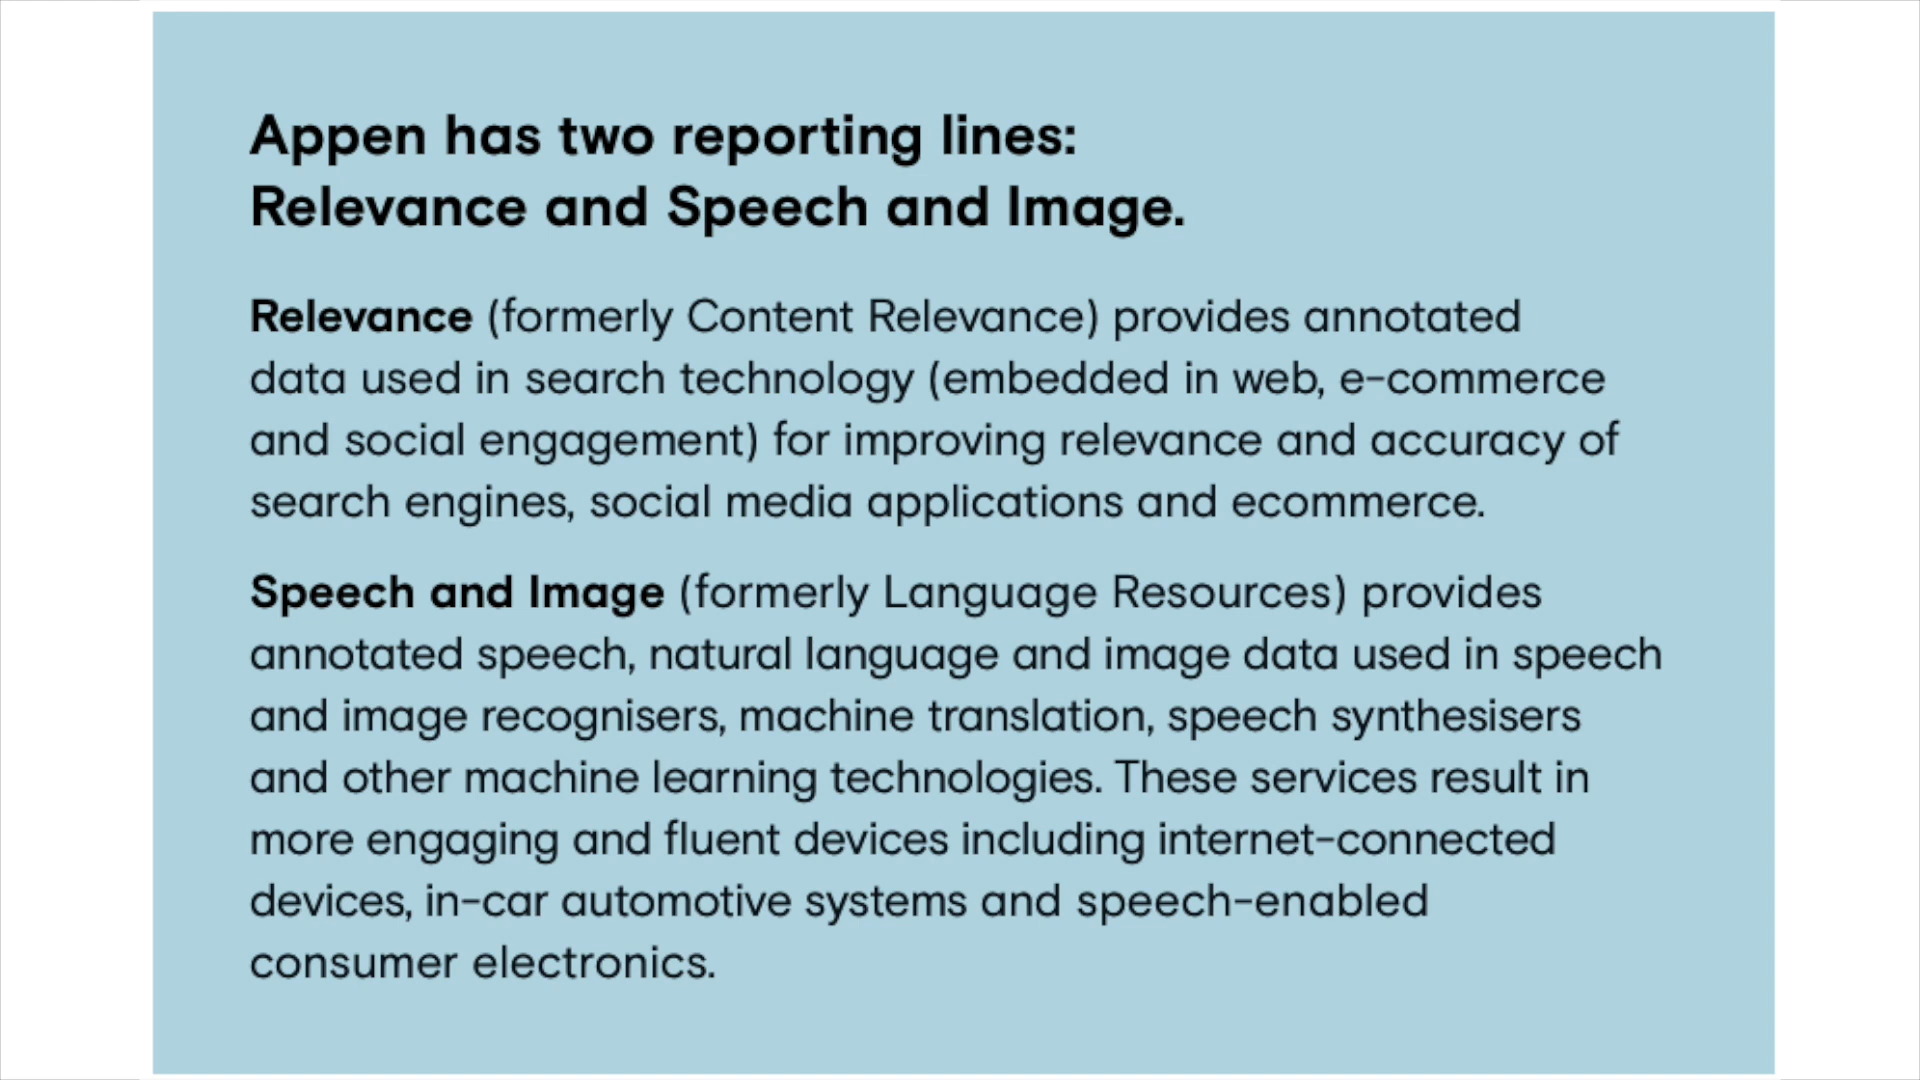 Appen has two reporting lines:
Relevance and Speech and Image.
Relevance (formerly Content Relevance) provides annotated
data used in search technology (embedded in web, e-commerce
and social engagement) for improving relevance and accuracy of
search engines, social media applications and ecommerce.
Speech and Image (formerly Language Resources) provides
annotated speech, natural language and image data used in speech
and image recognisers, machine translation, speech synthesisers
and other machine learning technologies. These services result in
more engaging and fluent devices including internet-connected
devices, in-car automotive systems and speech-enabled
consumer electronics.